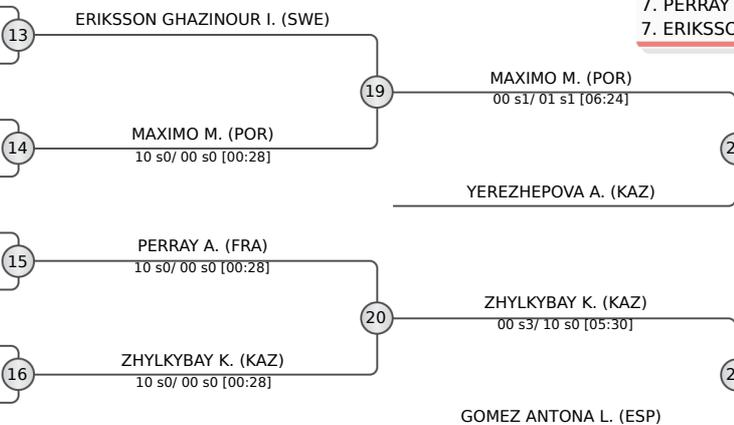 7. PERRAY
7. ERIKSSO
ERIKSSON GHAZINOUR I. (SWE)
13
19
MAXIMO M. (POR)
00 s1/ 01 s1 [06:24]
14
MAXIMO M. (POR)
10 s0/ 00 s0 [00:28]
2
YEREZHEPOVA A. (KAZ)
15
PERRAY A. (FRA)
10 s0/ 00 s0 [00:28]
20
ZHYLKYBAY K. (KAZ)
00 s3/ 10 s0 [05:30]
16
ZHYLKYBAY K. (KAZ)
10 s0/ 00 s0 [00:28]
2
GOMEZ ANTONA L. (ESP)